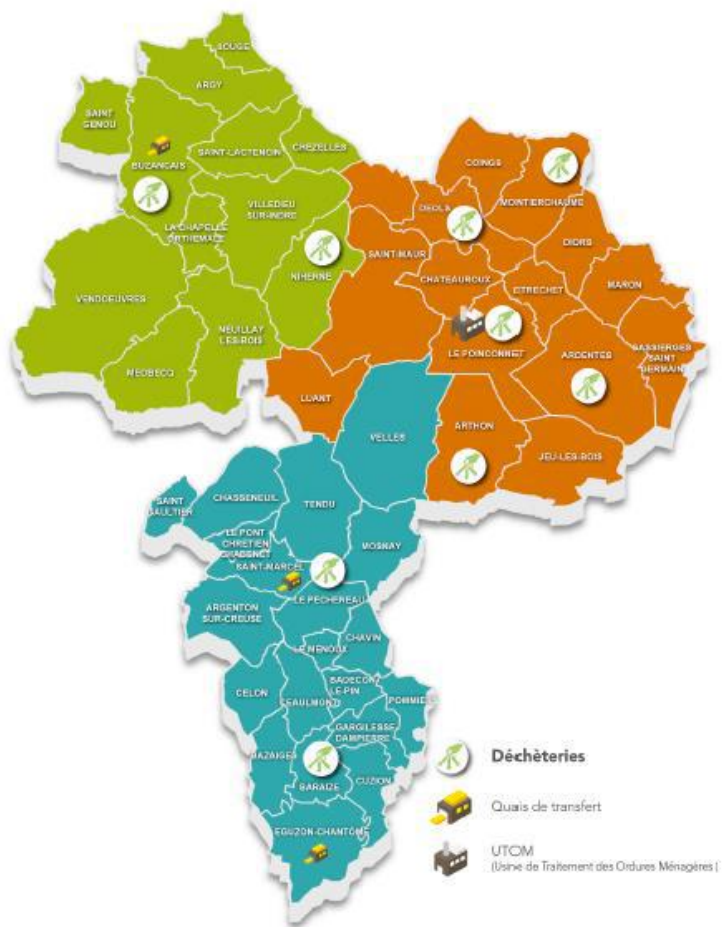 SOUGE
ARGY
SAINT
GENOU
BUZANCAIS
SAINT-LACTENCIN
CHEZELLES
COINGS
MONTIERCHAUME
VILLEDIEU
SUR-INDRE
LA CHAPELLE
ORTHEMALE
DEOLS
DIORS
NIHERNE
SAINT-MAUR
CHATEAUROUX
ETRECHET
MARON
VENDOEUVRES
NEUILLAY
LES-BOIS
LE POINCONNET
ARDENTES
SASSIERGES
SAINT
GERMAIN
MEOBECQ
LUANT
VELLES
ARTHON
JEU-LES-BOIS
SAINT
GAULTIER
CHASSENEUIL
TENDU
LE PONT
CHRÉTIEN
CHABENET
MOSNAY
SAINT-MARCEL
LE PECHEREAU
ARGENTON
SUR-CREUSE
CHAVIN
LE MENOUX
BADECON
LE-PIN
CELON
CEAULMONT
POMMIE
GARGILESSE
DAMPIERRE
BAZAIGES
BARAIZE
CUZION
EGUZON-CHANTÔME
Déchèteries
Quais de transfert
UTOM
(Usine de Traitement des Ordures Ménagères (